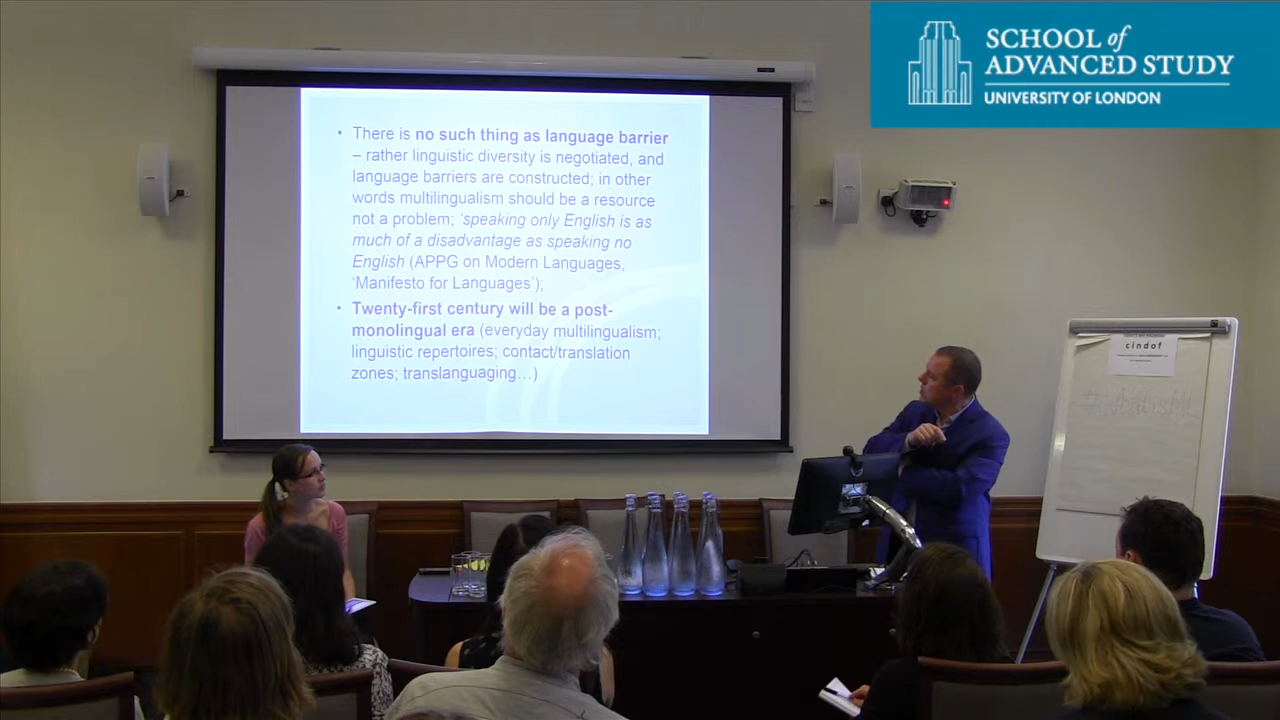 SCHOOL of
ADVANCED STUDY
UNIVERSITY OF LONDON
• There is no such thing as language barrier
– rather linguistic diversity is negotiated, and
language barriers are constructed; in other
words multilingualism should be a resource
not a problem; ‘speaking only English is as
much of a disadvantage as speaking no
English (APPG on Modern Languages,
‘Manifesto for Languages’);
• Twenty-first century will be a post-
monolingual era (everyday multilingualism;
linguistic repertoires; contact/translation
zones; translanguaging…)
cindof